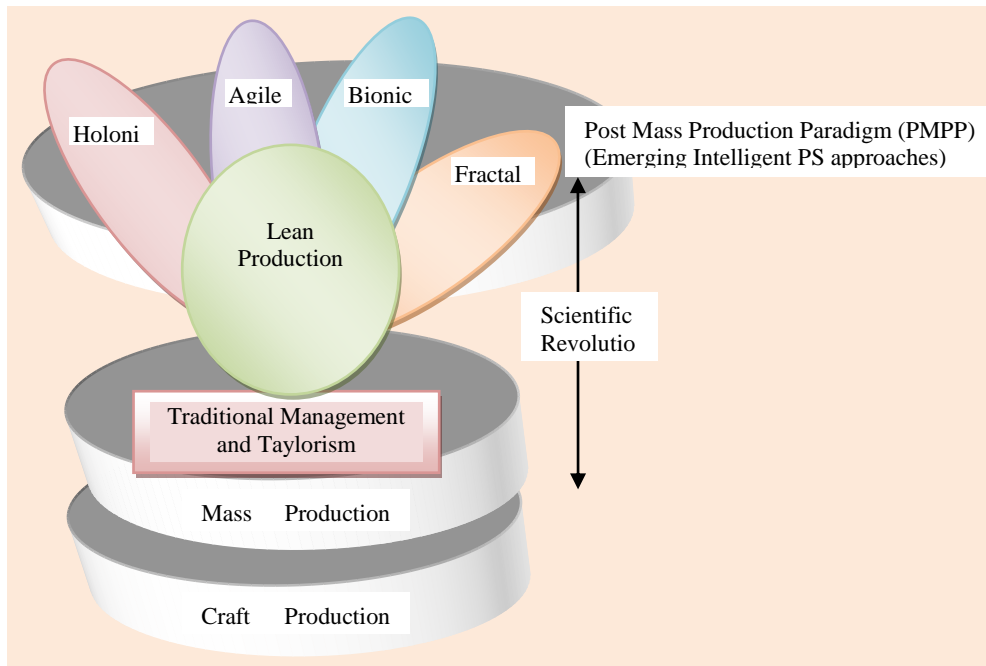 Agile
Bionic
Holoni
Fractal
Post Mass Production Paradigm (PMPP)
(Emerging Intelligent PS approaches)
Lean
Production
Scientific
Revolutio
Traditional Management
and Taylorism
Mass Production
Craft Production